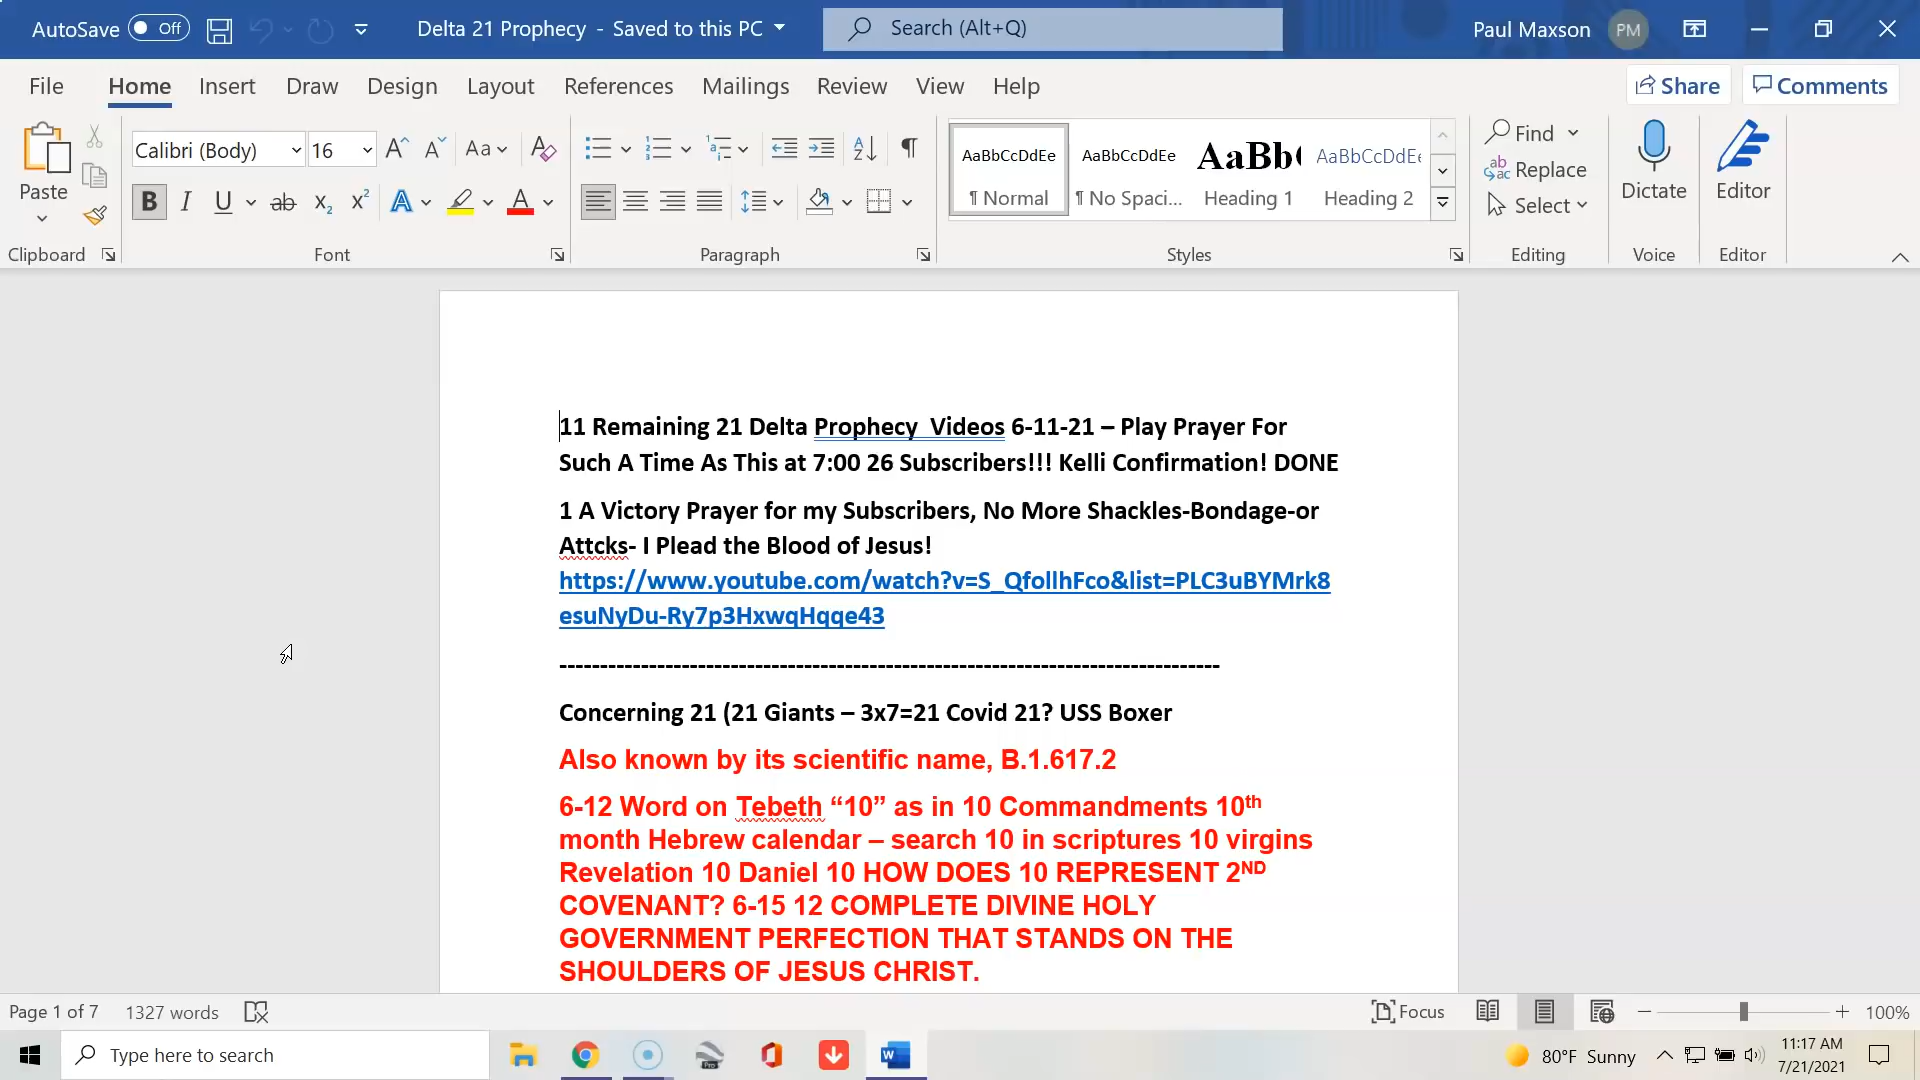 AutoSave Off Delta 21 Prophecy - Saved to this PC Search (Alt+Q) Paul Maxson PM
File Home Insert Draw Design Layout References Mailings Review View Help Share Comments
Paste
Calibri (Body) 16 Aa
B I U ab x2 x2 A A
AaBbCcDdEe AaBbCcDdEe AaBb( AaBbCcDdEe
¶ Normal ¶ No Spaci... Heading 1 Heading 2
Find
Replace
Select
Dictate
Editor
Clipboard Font Paragraph Styles Editing Voice Editor
11 Remaining 21 Delta Prophecy Videos 6-11-21 – Play Prayer For
Such A Time As This at 7:00 26 Subscribers!!! Kelli Confirmation! DONE
1 A Victory Prayer for my Subscribers, No More Shackles-Bondage-or
Attcks- I Plead the Blood of Jesus!
https://www.youtube.com/watch?v=S_QfollhFco&list=PLC3uBYMrk8
esuNyDu-Ry7p3HxwqHqqe43
--------------------------------------------------------------------------------
Concerning 21 (21 Giants – 3x7=21 Covid 21? USS Boxer
Also known by its scientific name, B.1.617.2
6-12 Word on Tebeth “10” as in 10 Commandments 10th
month Hebrew calendar – search 10 in scriptures 10 virgins
Revelation 10 Daniel 10 HOW DOES 10 REPRESENT 2ND
COVENANT? 6-15 12 COMPLETE DIVINE HOLY
GOVERNMENT PERFECTION THAT STANDS ON THE
SHOULDERS OF JESUS CHRIST.
Page 1 of 7 1327 words Focus 100%
Type here to search 80°F Sunny 11:17 AM
7/21/2021